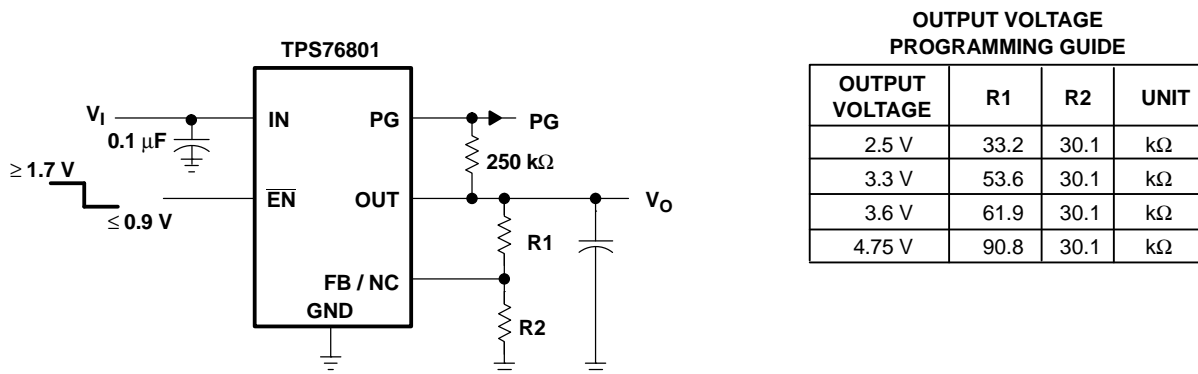 TPS76801
V_I
0.1 μF
≥ 1.7 V
≤ 0.9 V
IN
EN
PG
OUT
FB / NC
GND
PG
250 kΩ
V_O
R1
R2
OUTPUT VOLTAGE
PROGRAMMING GUIDE
OUTPUT VOLTAGE R1 R2 UNIT
2.5 V 33.2 30.1 kΩ
3.3 V 53.6 30.1 kΩ
3.6 V 61.9 30.1 kΩ
4.75 V 90.8 30.1 kΩ